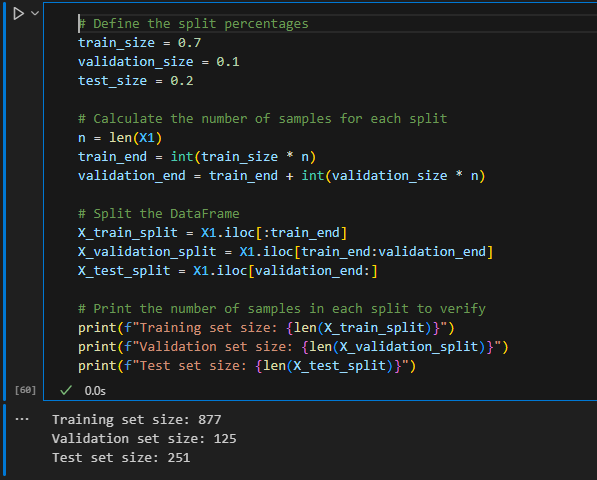 # Define the split percentages
train_size = 0.7
validation_size = 0.1
test_size = 0.2
# Calculate the number of samples for each split
n = len(X1)
train_end = int(train_size * n)
validation_end = train_end + int(validation_size * n)
# Split the DataFrame
X_train_split = X1.iloc[:train_end]
X_validation_split = X1.iloc[train_end:validation_end]
X_test_split = X1.iloc[validation_end:]
# Print the number of samples in each split to verify
print(f"Training set size: {len(X_train_split)}")
print(f"Validation set size: {len(X_validation_split)}")
print(f"Test set size: {len(X_test_split)}")
[60] ✓ 0.0s
... Training set size: 877
Validation set size: 125
Test set size: 251